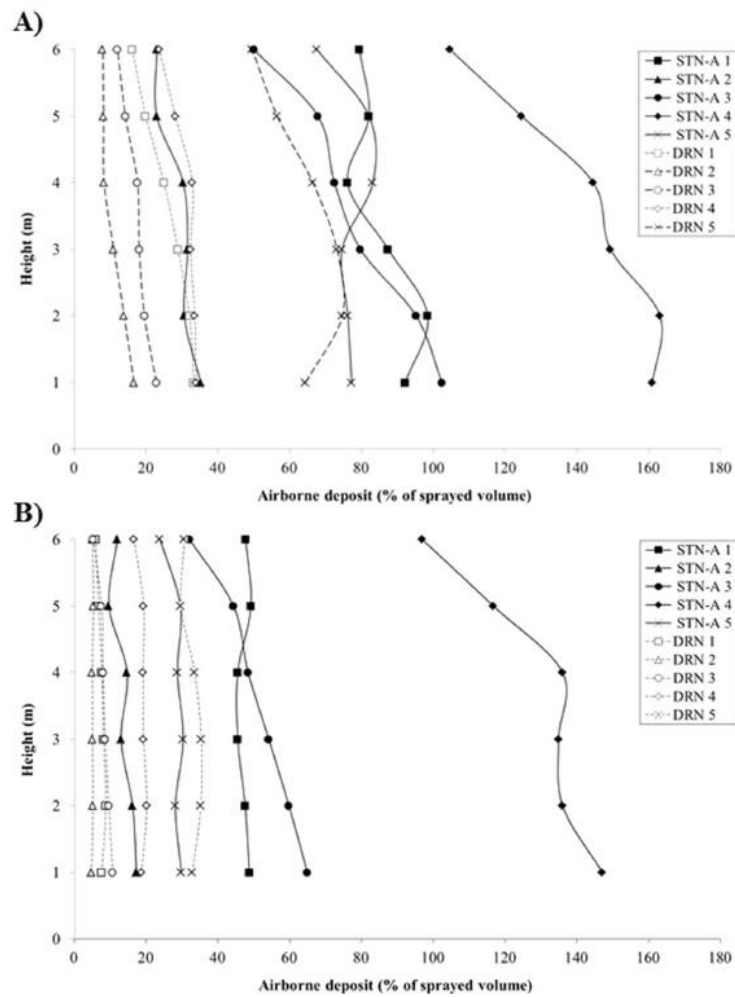 A)
6
5
4
3
2
1
0
Height (m)
0 20 40 60 80 100 120 140 160 180
Airborne deposit (% of sprayed volume)
STN-A 1
STN-A 2
STN-A 3
STN-A 4
STN-A 5
DRN 1
DRN 2
DRN 3
DRN 4
DRN 5
B)
6
5
4
3
2
1
0
Height (m)
0 20 40 60 80 100 120 140 160 180
Airborne deposit (% of sprayed volume)
STN-A 1
STN-A 2
STN-A 3
STN-A 4
STN-A 5
DRN 1
DRN 2
DRN 3
DRN 4
DRN 5